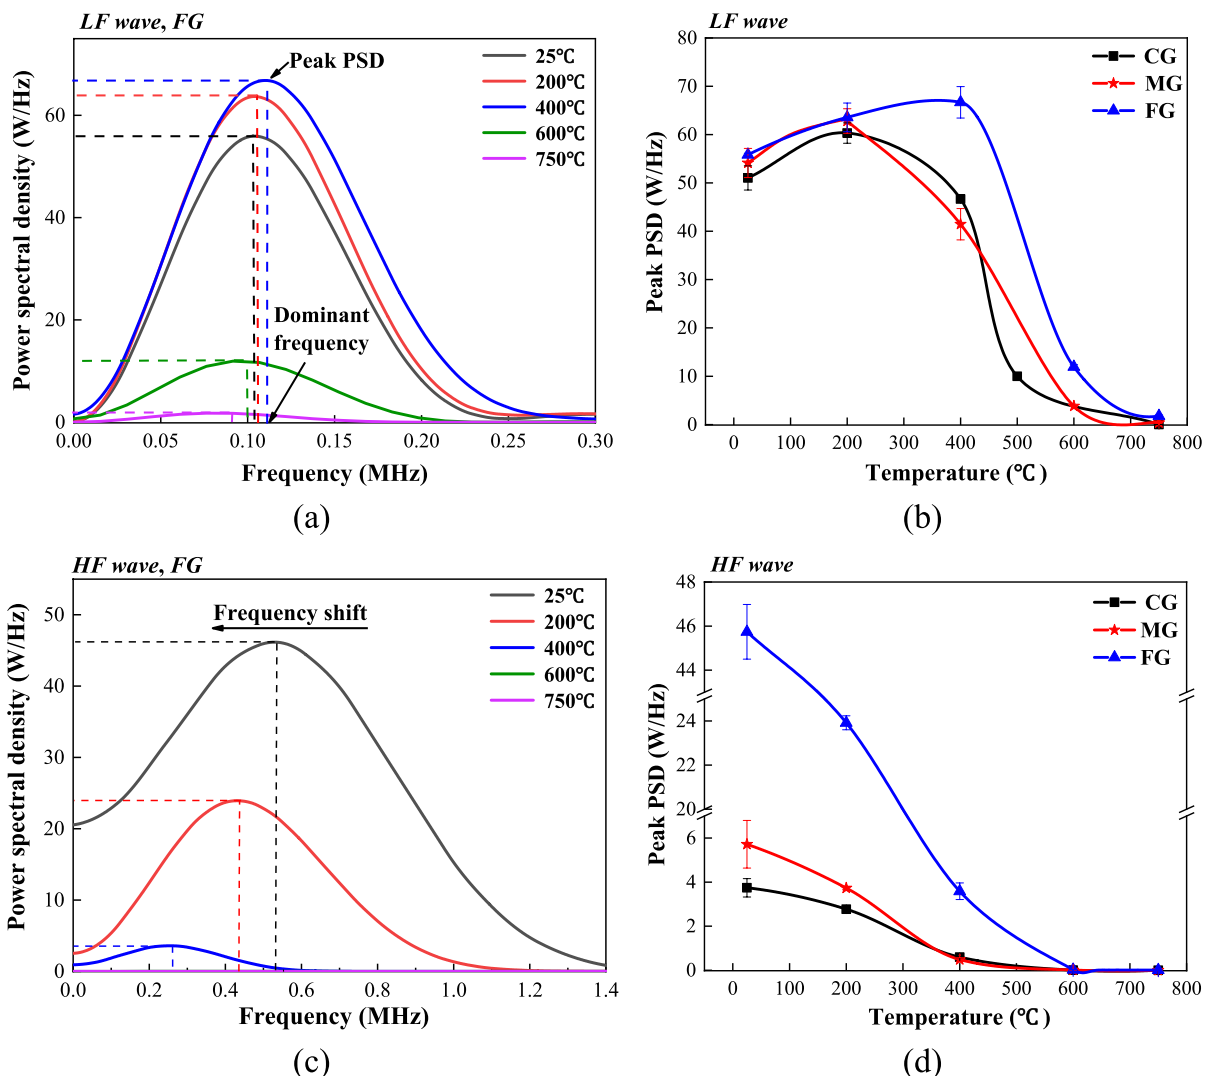 LF wave, FG
Power spectral density (W/Hz)
60
40
20
0
0.00 0.05 0.10 0.15 0.20 0.25 0.30
Frequency (MHz)
Peak PSD
Dominant
frequency
25℃
200℃
400℃
600℃
750℃
(a)
LF wave
Peak PSD (W/Hz)
80
70
60
50
40
30
20
10
0
0 100 200 300 400 500 600 700 800
Temperature (℃)
CG
MG
FG
(b)
HF wave, FG
Power spectral density (W/Hz)
50
40
30
20
10
0
0.0 0.2 0.4 0.6 0.8 1.0 1.2 1.4
Frequency (MHz)
Frequency shift
25℃
200℃
400℃
600℃
750℃
(c)
HF wave
Peak PSD (W/Hz)
48
46
44
24
22
20
6
4
2
0
0 100 200 300 400 500 600 700 800
Temperature (℃)
CG
MG
FG
(d)